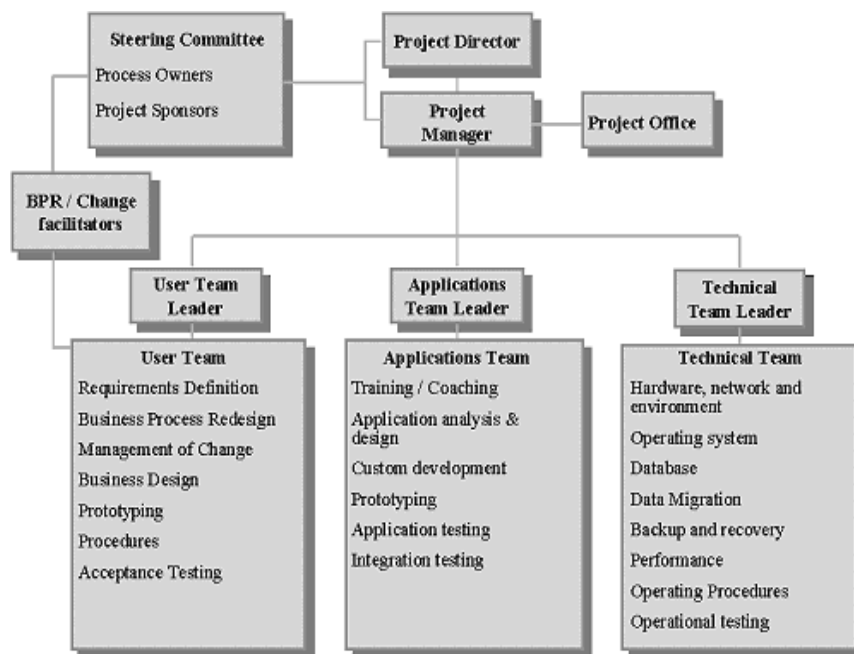 Steering Committee
Process Owners
Project Sponsors
Project Director
Project
Manager
Project Office
BPR / Change
facilitators
User Team
Leader
Applications
Team Leader
Technical
Team Leader
User Team
Requirements Definition
Business Process Redesign
Management of Change
Business Design
Prototyping
Procedures
Acceptance Testing
Applications Team
Training / Coaching
Application analysis &
design
Custom development
Prototyping
Application testing
Integration testing
Technical Team
Hardware, network and
environment
Operating system
Database
Data Migration
Backup and recovery
Performance
Operating Procedures
Operational testing